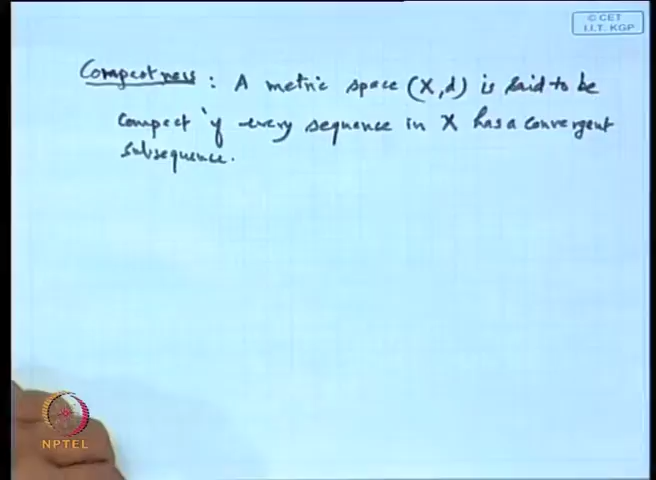 © CET
I.I.T. KGP
Compactness : A metric space (X,d) is said to be
compact if every sequence in X has a convergent
subsequence.
NPTEL